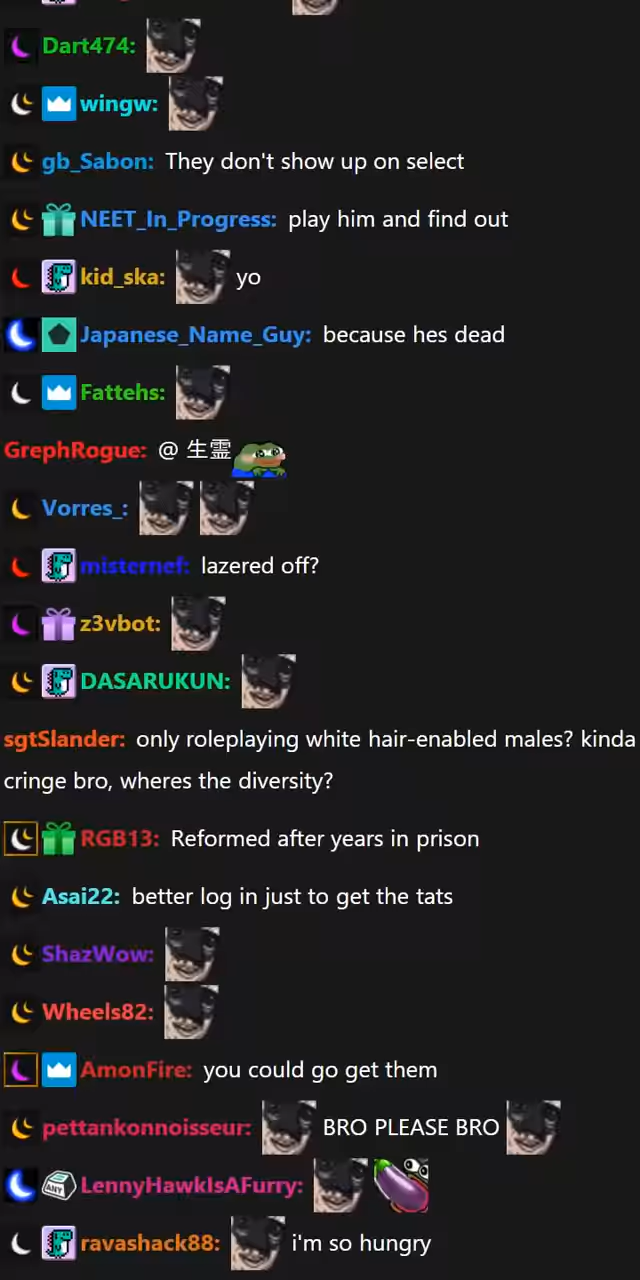 Dart474:
wingw:
gb_Sabon: They don't show up on select
NEET_In_Progress: play him and find out
kid_ska: yo
Japanese_Name_Guy: because hes dead
Fattehs:
GrephRogue: @ 生霊
Vorres_:
misternef: lazered off?
z3vbot:
DASARUKUN:
sgtSlander: only roleplaying white hair-enabled males? kinda
cringe bro, wheres the diversity?
RGB13: Reformed after years in prison
Asai22: better log in just to get the tats
ShazWow:
Wheels82:
AmonFire: you could go get them
pettankonnoisseur: BRO PLEASE BRO
ANY LennyHawkIsAFurry:
ravashack88: i'm so hungry